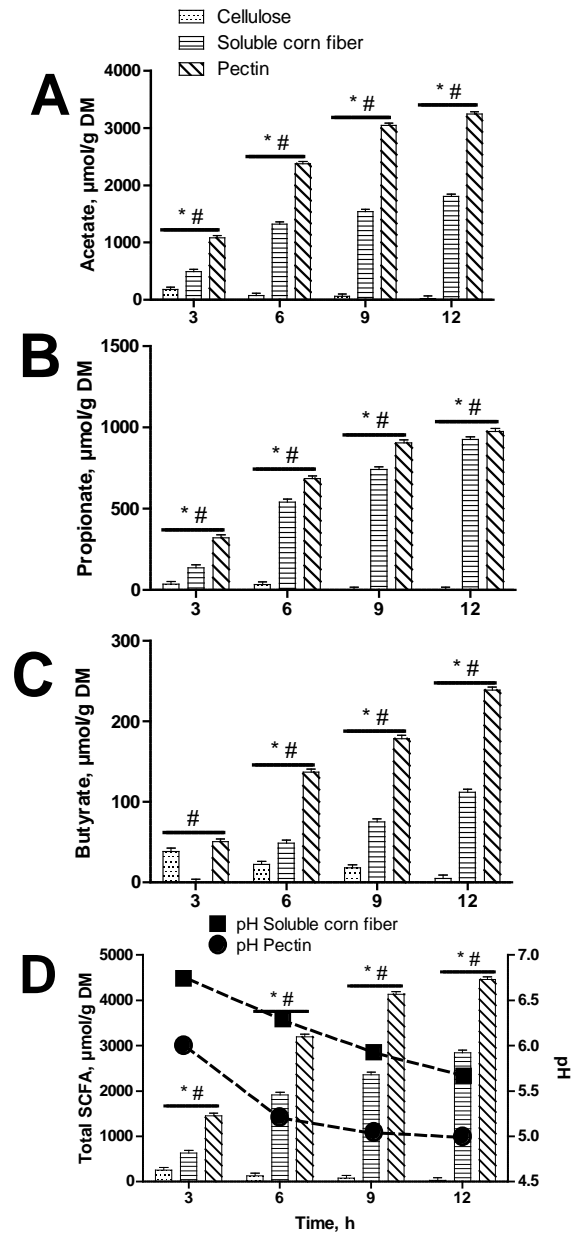 Cellulose
Soluble corn fiber
Pectin
A
Acetate, µmol/g DM
4000
3000
2000
1000
0
* #
* #
* #
* #
3 6 9 12
B
Propionate, µmol/g DM
1500
1000
500
0
* #
* #
* #
* #
3 6 9 12
C
Butyrate, µmol/g DM
300
200
100
0
#
* #
* #
* #
3 6 9 12
pH Soluble corn fiber
pH Pectin
D
Total SCFA, µmol/g DM
5000
4000
3000
2000
1000
0
* #
* #
* #
* #
7.0
6.5
6.0
5.5
5.0
4.5
pH
3 6 9 12
Time, h